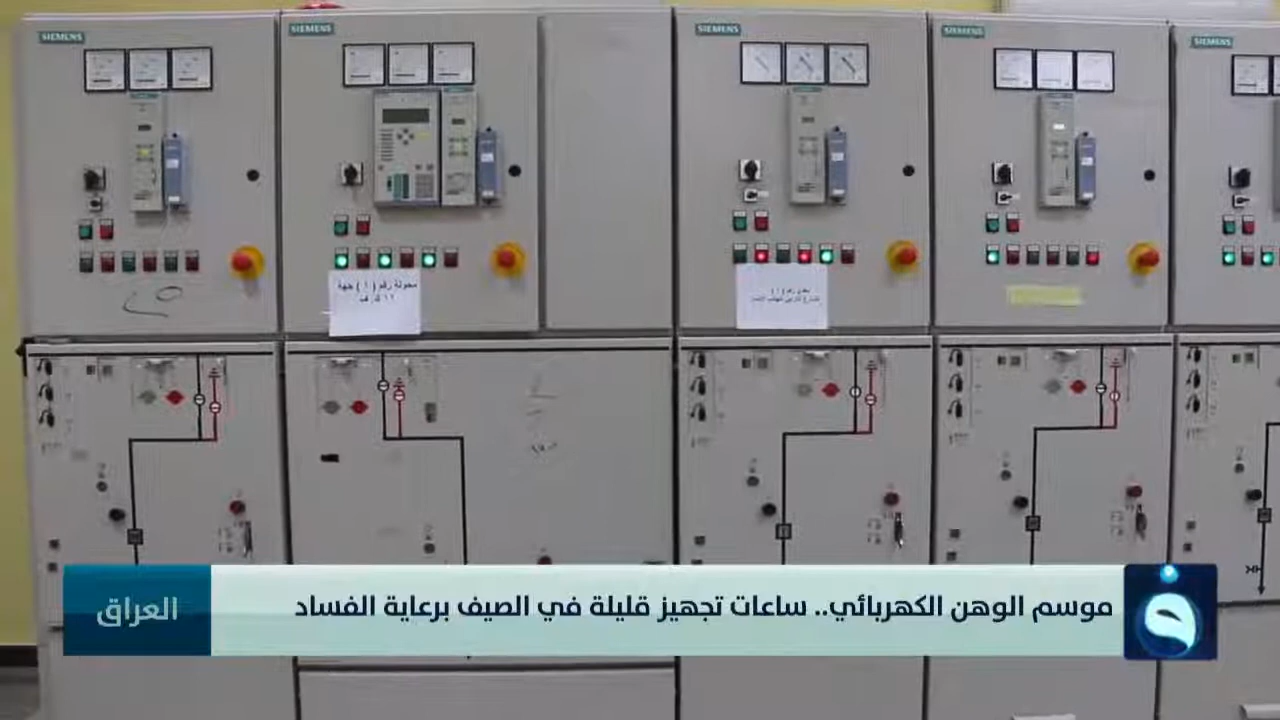 SIEMENS
SIEMENS
SIEMENS
SIEMENS
SIEMENS
محولة رقم ( ١ ) جهة
١١ ك. ف
موسم الوهن الكهربائي.. ساعات تجهيز قليلة في الصيف برعاية الفساد
العراق